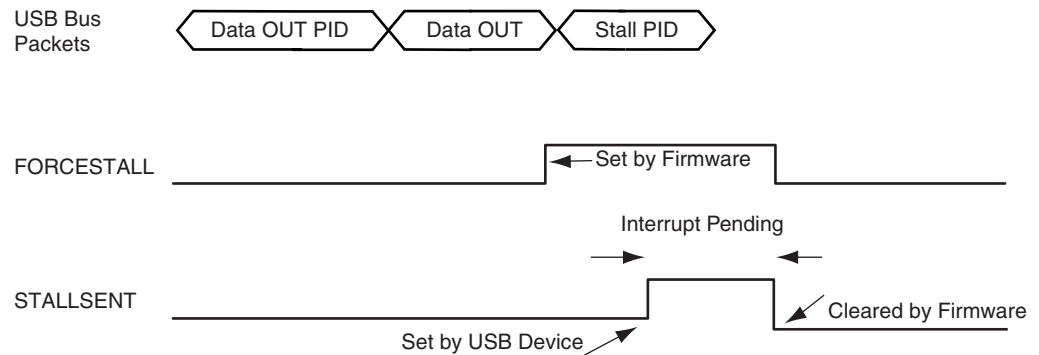 USB Bus
Packets
Data OUT PID
Data OUT
Stall PID
FORCESTALL
Set by Firmware
Interrupt Pending
STALLSENT
Cleared by Firmware
Set by USB Device